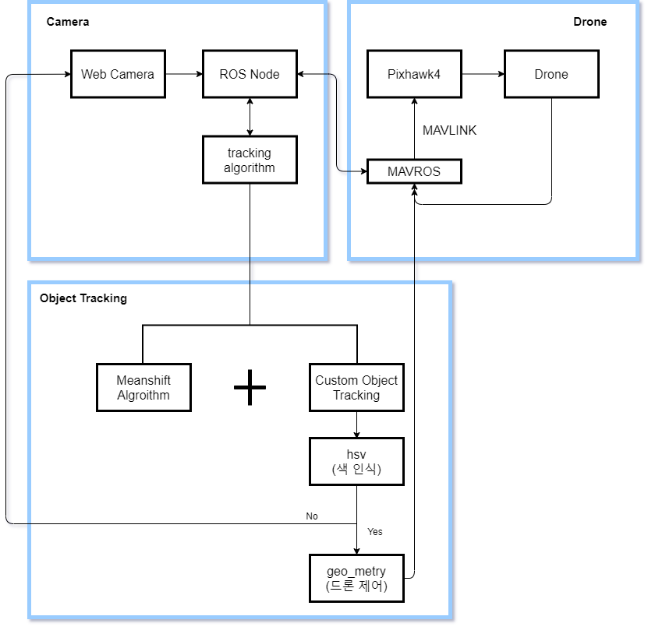 Camera
Drone
Web Camera
ROS Node
Pixhawk4
Drone
tracking
algorithm
MAVLINK
MAVROS
Object Tracking
Meanshift
Algroithm
Custom Object
Tracking
hsv
(색 인식)
No
Yes
geo_metry
(드론 제어)